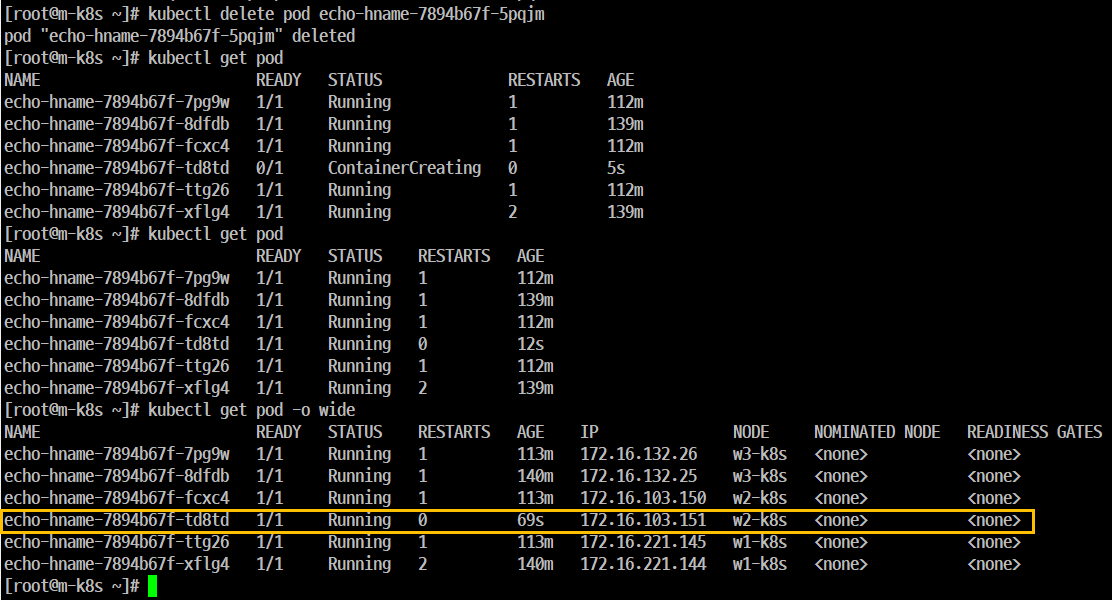 [root@m-k8s ~]# kubectl delete pod echo-hname-7894b67f-5pqjm
pod "echo-hname-7894b67f-5pqjm" deleted
[root@m-k8s ~]# kubectl get pod
NAME                        READY   STATUS              RESTARTS   AGE
echo-hname-7894b67f-7pg9w   1/1     Running             1          112m
echo-hname-7894b67f-8dfdb   1/1     Running             1          139m
echo-hname-7894b67f-fcxc4   1/1     Running             1          112m
echo-hname-7894b67f-td8td   0/1     ContainerCreating   0          5s
echo-hname-7894b67f-ttg26   1/1     Running             1          112m
echo-hname-7894b67f-xflg4   1/1     Running             2          139m
[root@m-k8s ~]# kubectl get pod
NAME                        READY   STATUS    RESTARTS   AGE
echo-hname-7894b67f-7pg9w   1/1     Running   1          112m
echo-hname-7894b67f-8dfdb   1/1     Running   1          139m
echo-hname-7894b67f-fcxc4   1/1     Running   1          112m
echo-hname-7894b67f-td8td   1/1     Running   0          12s
echo-hname-7894b67f-ttg26   1/1     Running   1          112m
echo-hname-7894b67f-xflg4   1/1     Running   2          139m
[root@m-k8s ~]# kubectl get pod -o wide
NAME                        READY   STATUS    RESTARTS   AGE    IP               NODE     NOMINATED NODE   READINESS GATES
echo-hname-7894b67f-7pg9w   1/1     Running   1          113m   172.16.132.26    w3-k8s   <none>           <none>
echo-hname-7894b67f-8dfdb   1/1     Running   1          140m   172.16.132.25    w3-k8s   <none>           <none>
echo-hname-7894b67f-fcxc4   1/1     Running   1          113m   172.16.103.150   w2-k8s   <none>           <none>
echo-hname-7894b67f-td8td   1/1     Running   0          69s    172.16.103.151   w2-k8s   <none>           <none>
echo-hname-7894b67f-ttg26   1/1     Running   1          113m   172.16.221.145   w1-k8s   <none>           <none>
echo-hname-7894b67f-xflg4   1/1     Running   2          140m   172.16.221.144   w1-k8s   <none>           <none>
[root@m-k8s ~]#